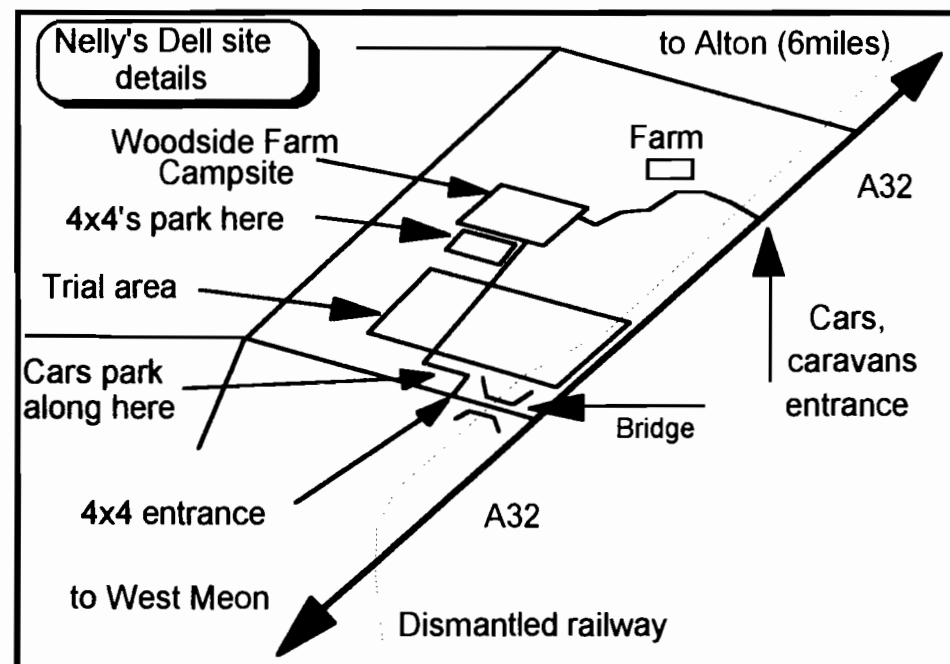 Nelly's Dell site
details
to Alton (6miles)
Woodside Farm
Campsite
Farm
A32
4x4's park here
Trial area
Cars,
caravans
entrance
Cars park
along here
Bridge
4x4 entrance
A32
to West Meon
Dismantled railway